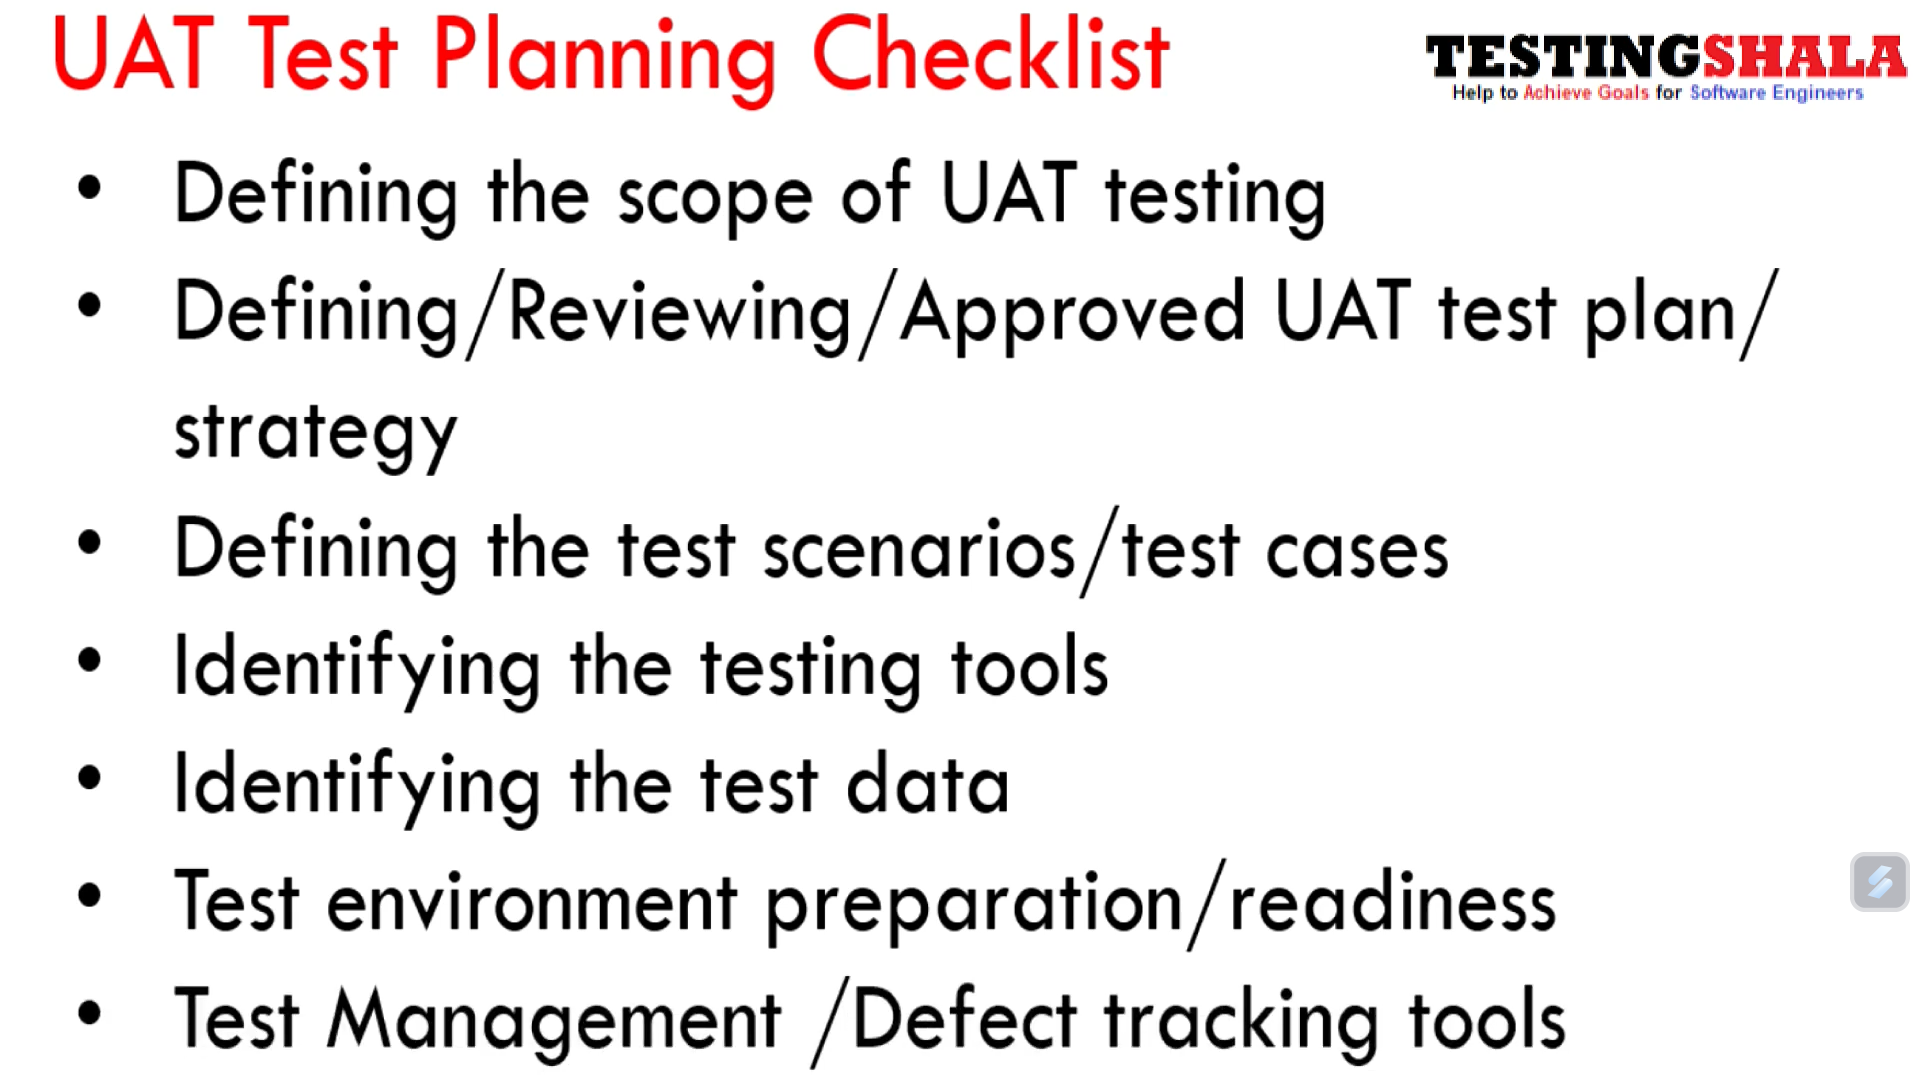 UAT Test Planning Checklist
TESTINGSHALA
Help to Achieve Goals for Software Engineers
• Defining the scope of UAT testing
• Defining/Reviewing/Approved UAT test plan/
strategy
• Defining the test scenarios/test cases
• Identifying the testing tools
• Identifying the test data
• Test environment preparation/readiness
• Test Management /Defect tracking tools